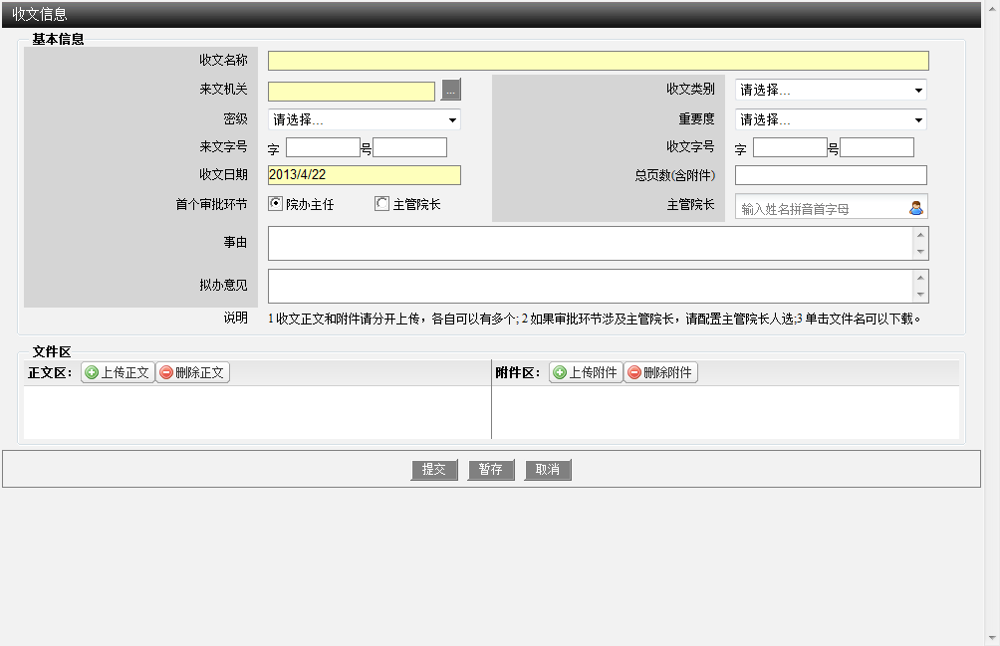 收文信息
基本信息
收文名称
来文机关 ... 收文类别 请选择...
密级 请选择... 重要度 请选择...
来文字号 字 号 收文字号 字 号
收文日期 2013/4/22 总页数(含附件)
首个审批环节 院办主任 主管院长 主管院长 输入姓名拼音首字母
事由
拟办意见
说明 1收文正文和附件请分开上传，各自可以有多个; 2如果审批环节涉及主管院长，请配置主管院长人选;3单击文件名可以下载。
文件区
正文区： 上传正文 删除正文 附件区： 上传附件 删除附件
提交 暂存 取消